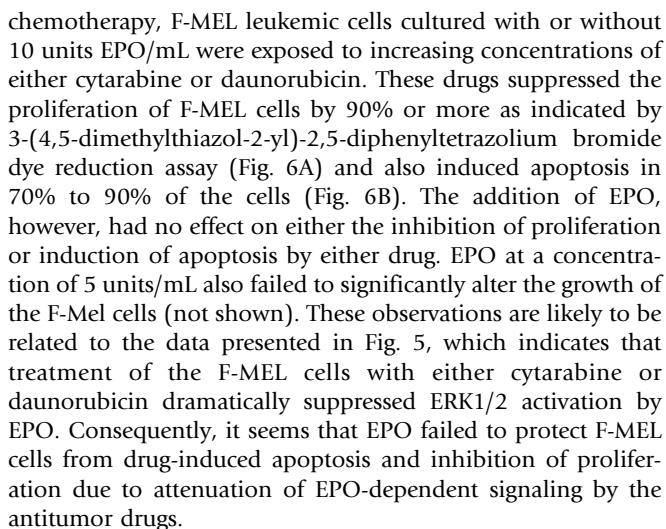 chemotherapy, F-MEL leukemic cells cultured with or without
10 units EPO/mL were exposed to increasing concentrations of
either cytarabine or daunorubicin. These drugs suppressed the
proliferation of F-MEL cells by 90% or more as indicated by
3-(4,5-dimethylthiazol-2-yl)-2,5-diphenyltetrazolium bromide
dye reduction assay (Fig. 6A) and also induced apoptosis in
70% to 90% of the cells (Fig. 6B). The addition of EPO,
however, had no effect on either the inhibition of proliferation
or induction of apoptosis by either drug. EPO at a concentra-
tion of 5 units/mL also failed to significantly alter the growth of
the F-Mel cells (not shown). These observations are likely to be
related to the data presented in Fig. 5, which indicates that
treatment of the F-MEL cells with either cytarabine or
daunorubicin dramatically suppressed ERK1/2 activation by
EPO. Consequently, it seems that EPO failed to protect F-MEL
cells from drug-induced apoptosis and inhibition of prolifer-
ation due to attenuation of EPO-dependent signaling by the
antitumor drugs.